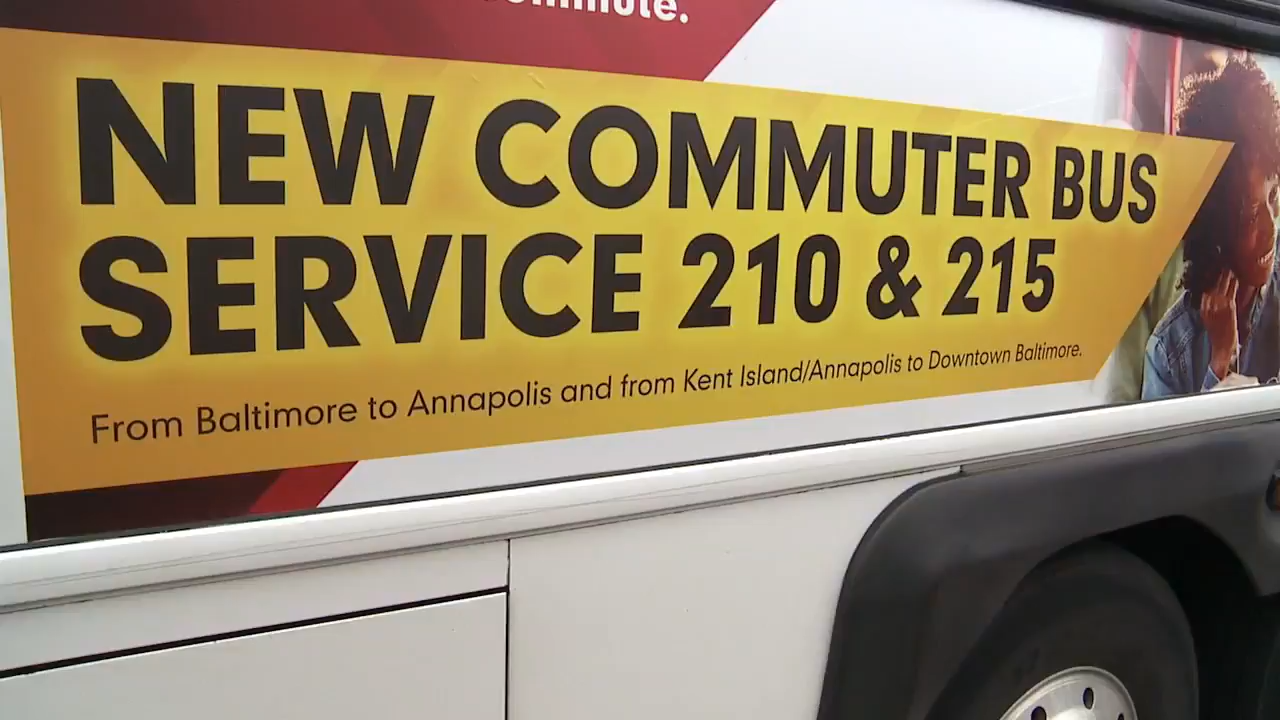 NEW COMMUTER BUS
SERVICE 210 & 215
From Baltimore to Annapolis and from Kent Island/Annapolis to Downtown Baltimore.